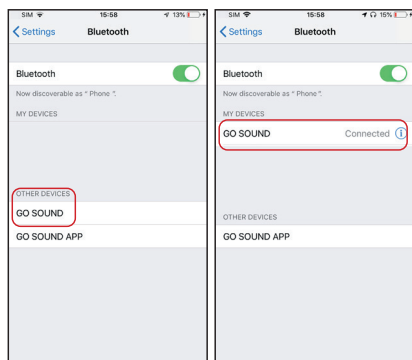 SIM 15:58 13%
Settings Bluetooth
Bluetooth
Now discoverable as " Phone ".
MY DEVICES
OTHER DEVICES
GO SOUND
GO SOUND APP
SIM 15:58 15%
Settings Bluetooth
Bluetooth
Now discoverable as " Phone ".
MY DEVICES
GO SOUND Connected
OTHER DEVICES
GO SOUND APP